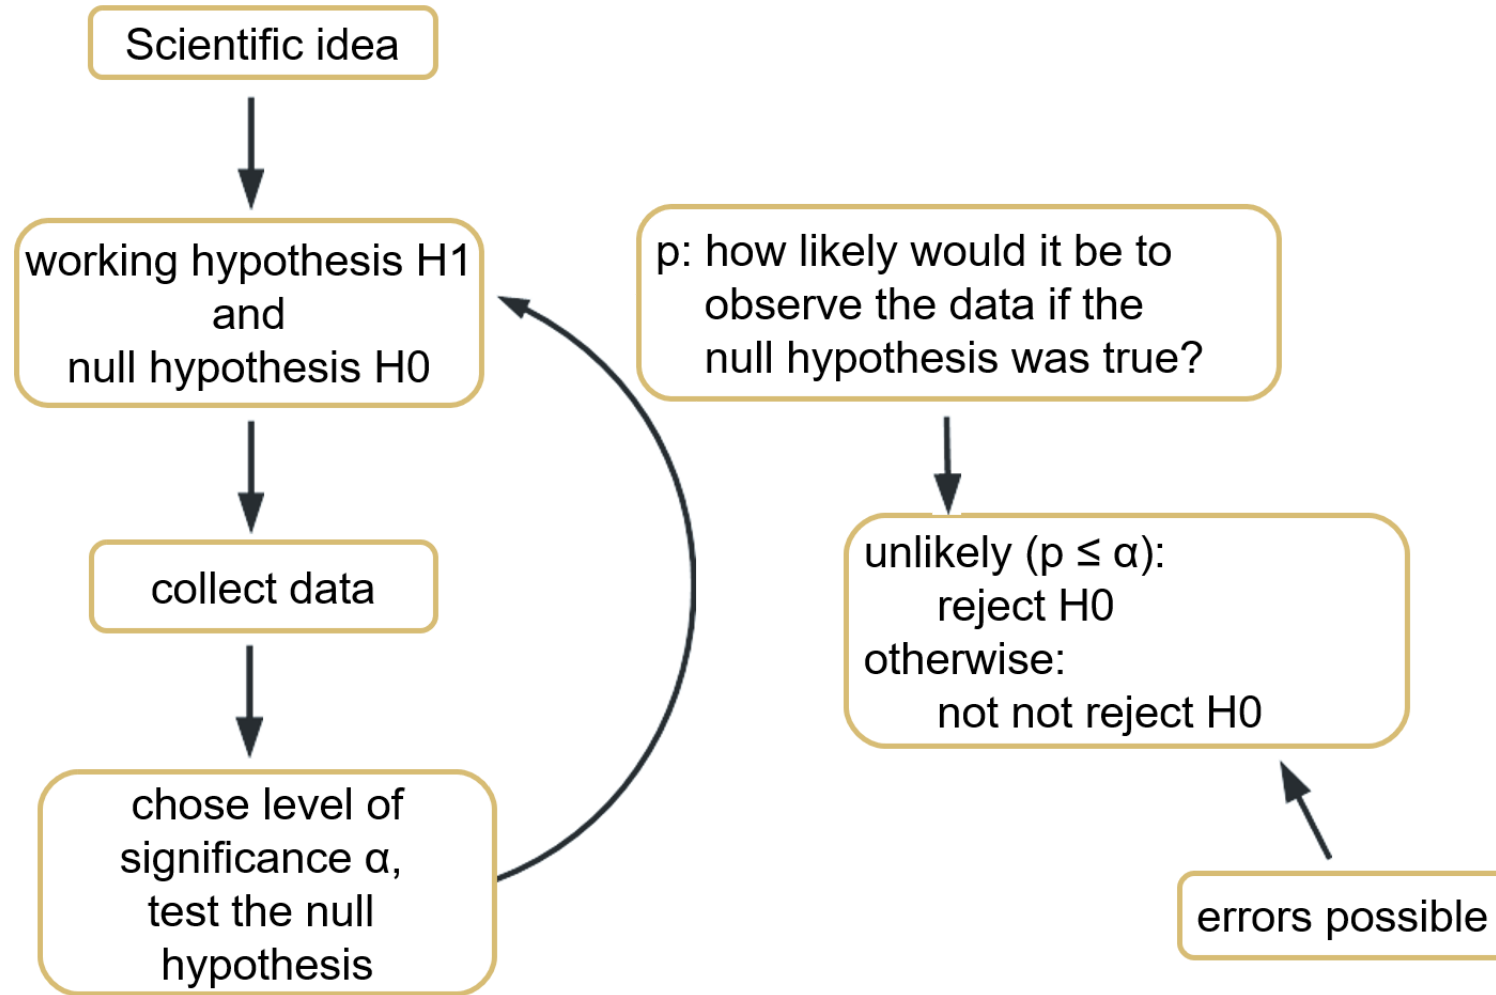 Scientific idea
working hypothesis H1
and
null hypothesis H0
collect data
chose level of
significance α,
test the null
hypothesis
p: how likely would it be to
observe the data if the
null hypothesis was true?
unlikely (p ≤ α):
reject H0
otherwise:
not not reject H0
errors possible